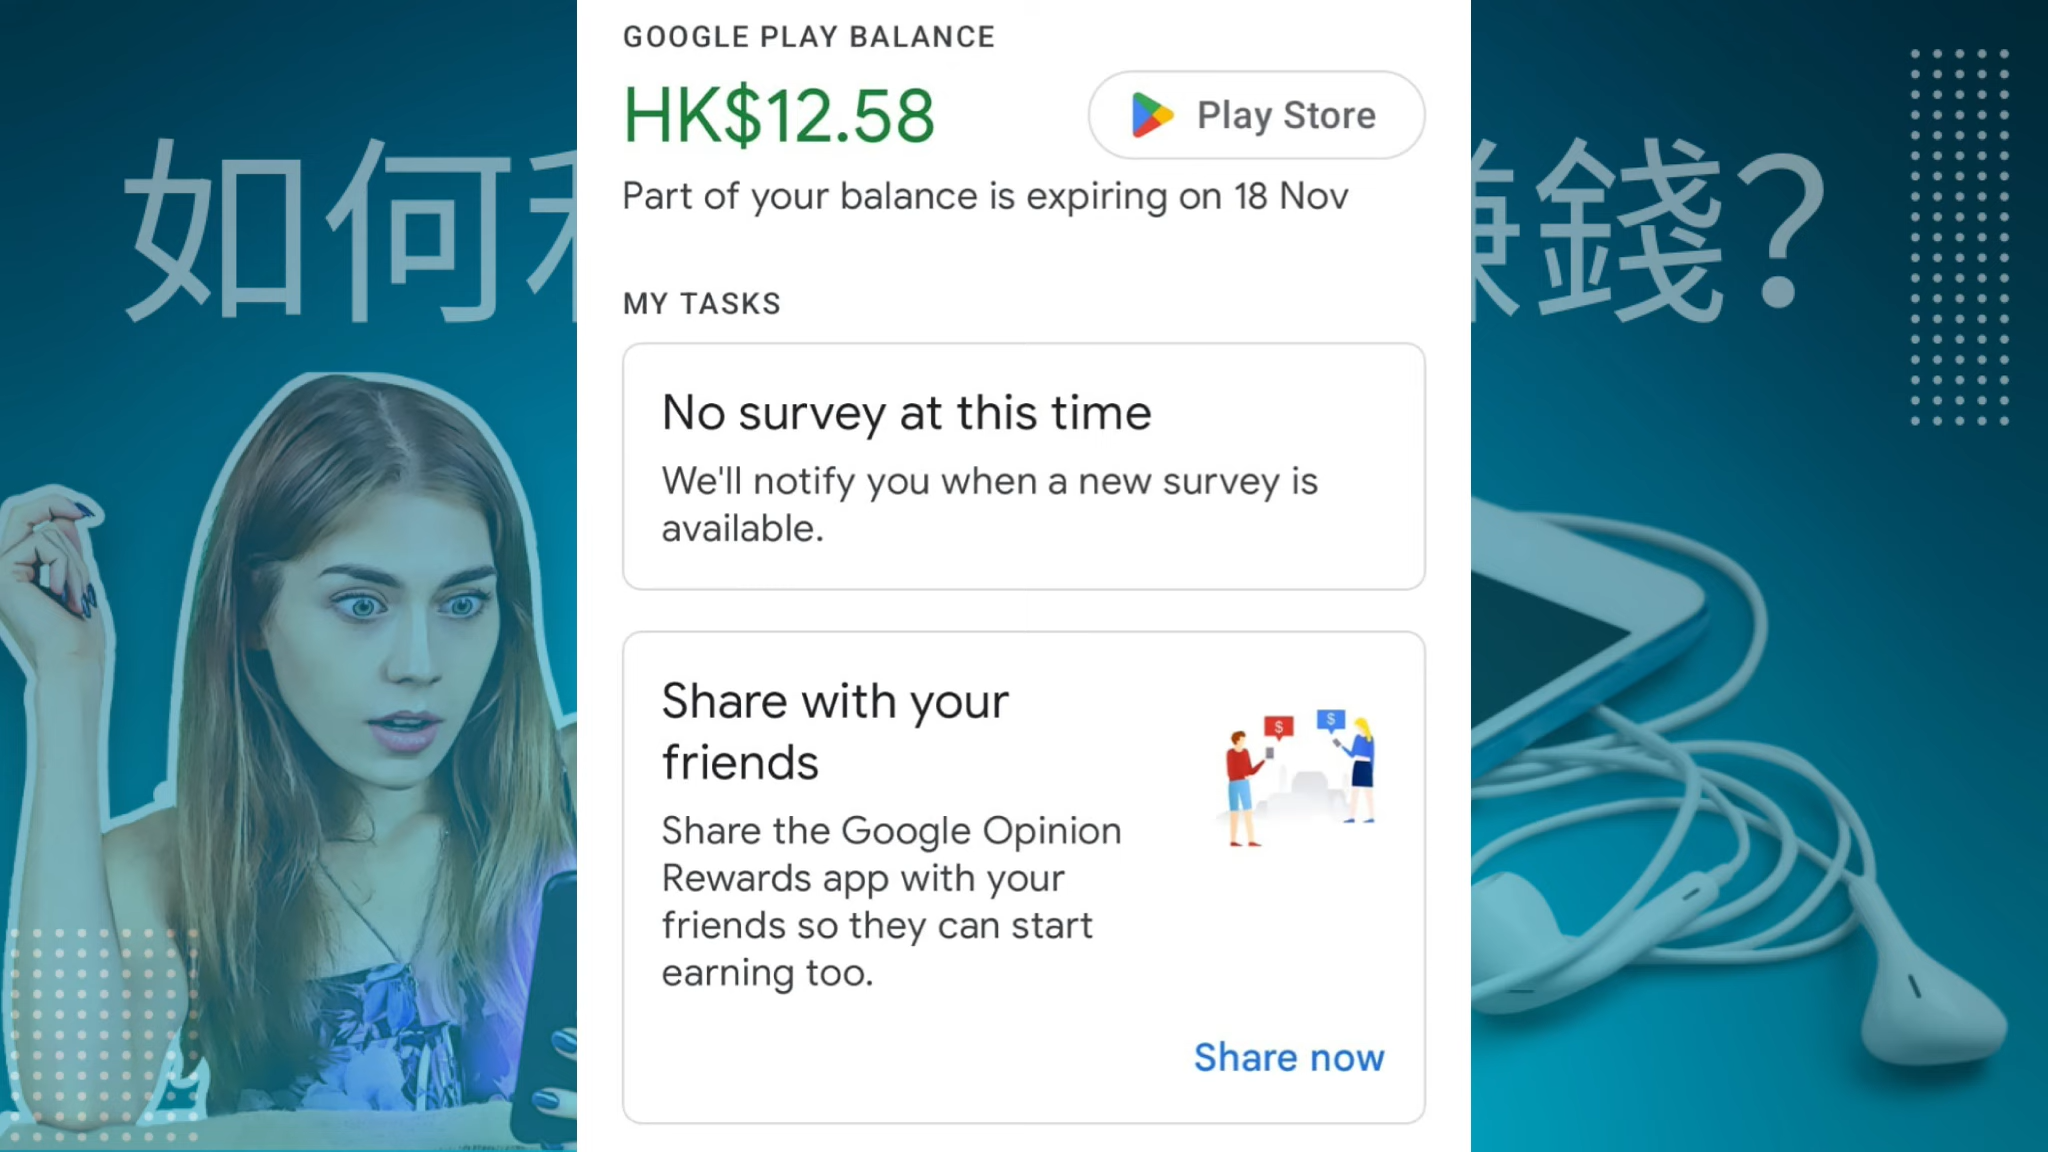 如何
賺錢?
GOOGLE PLAY BALANCE
HK$12.58
Play Store
Part of your balance is expiring on 18 Nov
MY TASKS
No survey at this time
We'll notify you when a new survey is
available.
Share with your
friends
$ $
Share the Google Opinion
Rewards app with your
friends so they can start
earning too.
Share now